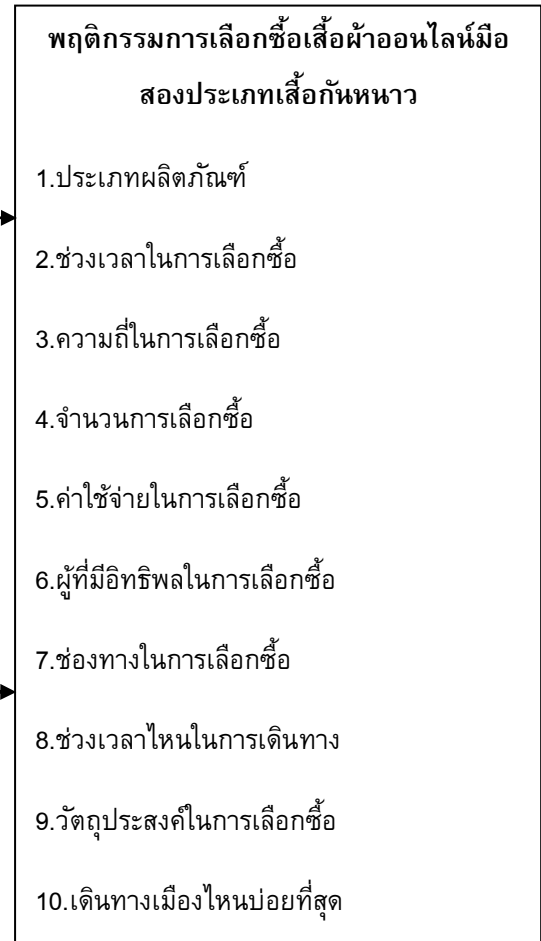 พฤติกรรมการเลือกซื้อเสื้อผ้าออนไลน์มือ
สองประเภทเสื้อกันหนาว
1.ประเภทผลิตภัณฑ์
2.ช่วงเวลาในการเลือกซื้อ
3.ความถี่ในการเลือกซื้อ
4.จำนวนการเลือกซื้อ
5.ค่าใช้จ่ายในการเลือกซื้อ
6.ผู้ที่มีอิทธิพลในการเลือกซื้อ
7.ช่องทางในการเลือกซื้อ
8.ช่วงเวลาไหนในการเดินทาง
9.วัตถุประสงค์ในการเลือกซื้อ
10.เดินทางเมืองไหนบ่อยที่สุด